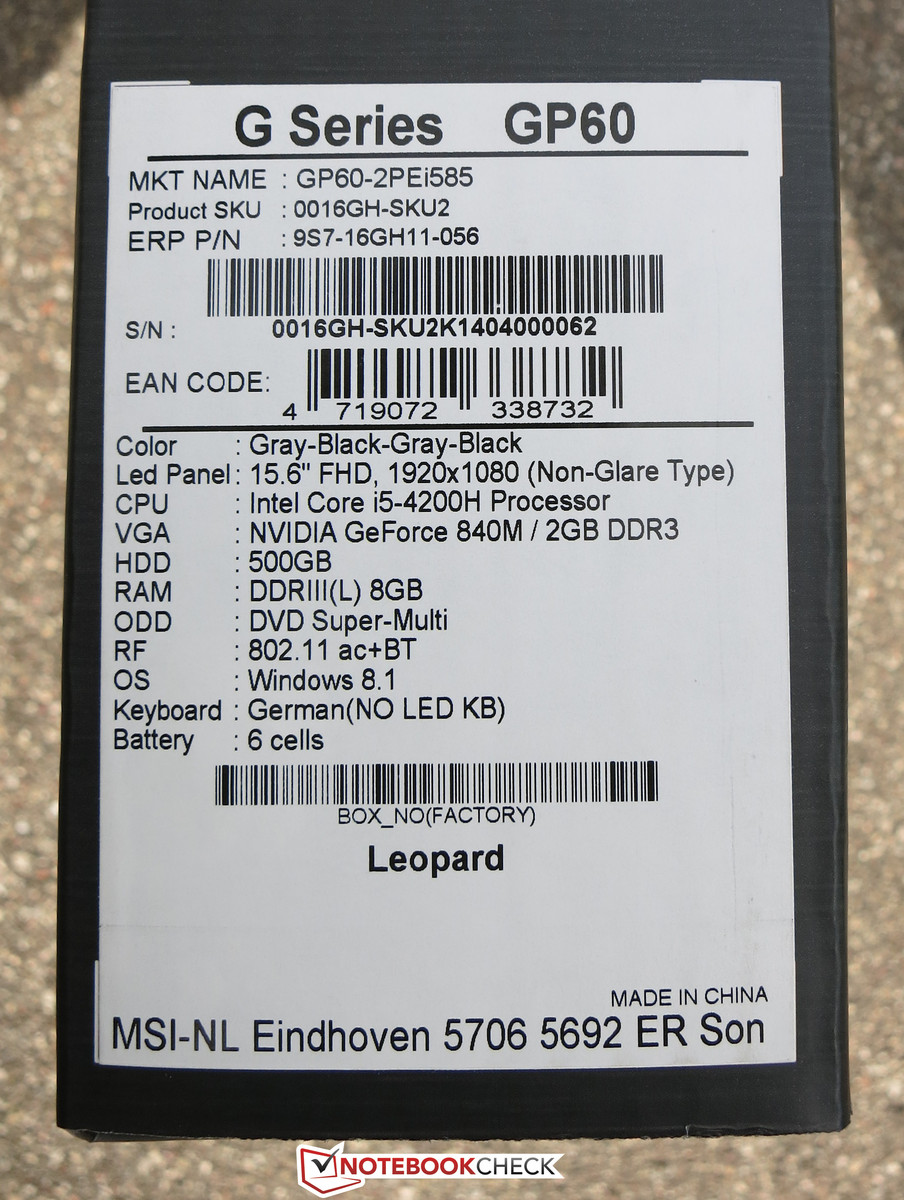 G Series GP60
MKT NAME : GP60-2PEi585
Product SKU : 0016GH-SKU2
ERP P/N : 9S7-16GH11-056
S/N : 0016GH-SKU2K1404000062
EAN CODE: 4 719072 338732
Color : Gray-Black-Gray-Black
Led Panel : 15.6" FHD, 1920x1080 (Non-Glare Type)
CPU : Intel Core i5-4200H Processor
VGA : NVIDIA GeForce 840M / 2GB DDR3
HDD : 500GB
RAM : DDRIII(L) 8GB
ODD : DVD Super-Multi
RF : 802.11 ac+BT
OS : Windows 8.1
Keyboard : German(NO LED KB)
Battery : 6 cells
BOX_NO(FACTORY)
Leopard
MADE IN CHINA
MSI-NL Eindhoven 5706 5692 ER Son
NOTEBOOKCHECK